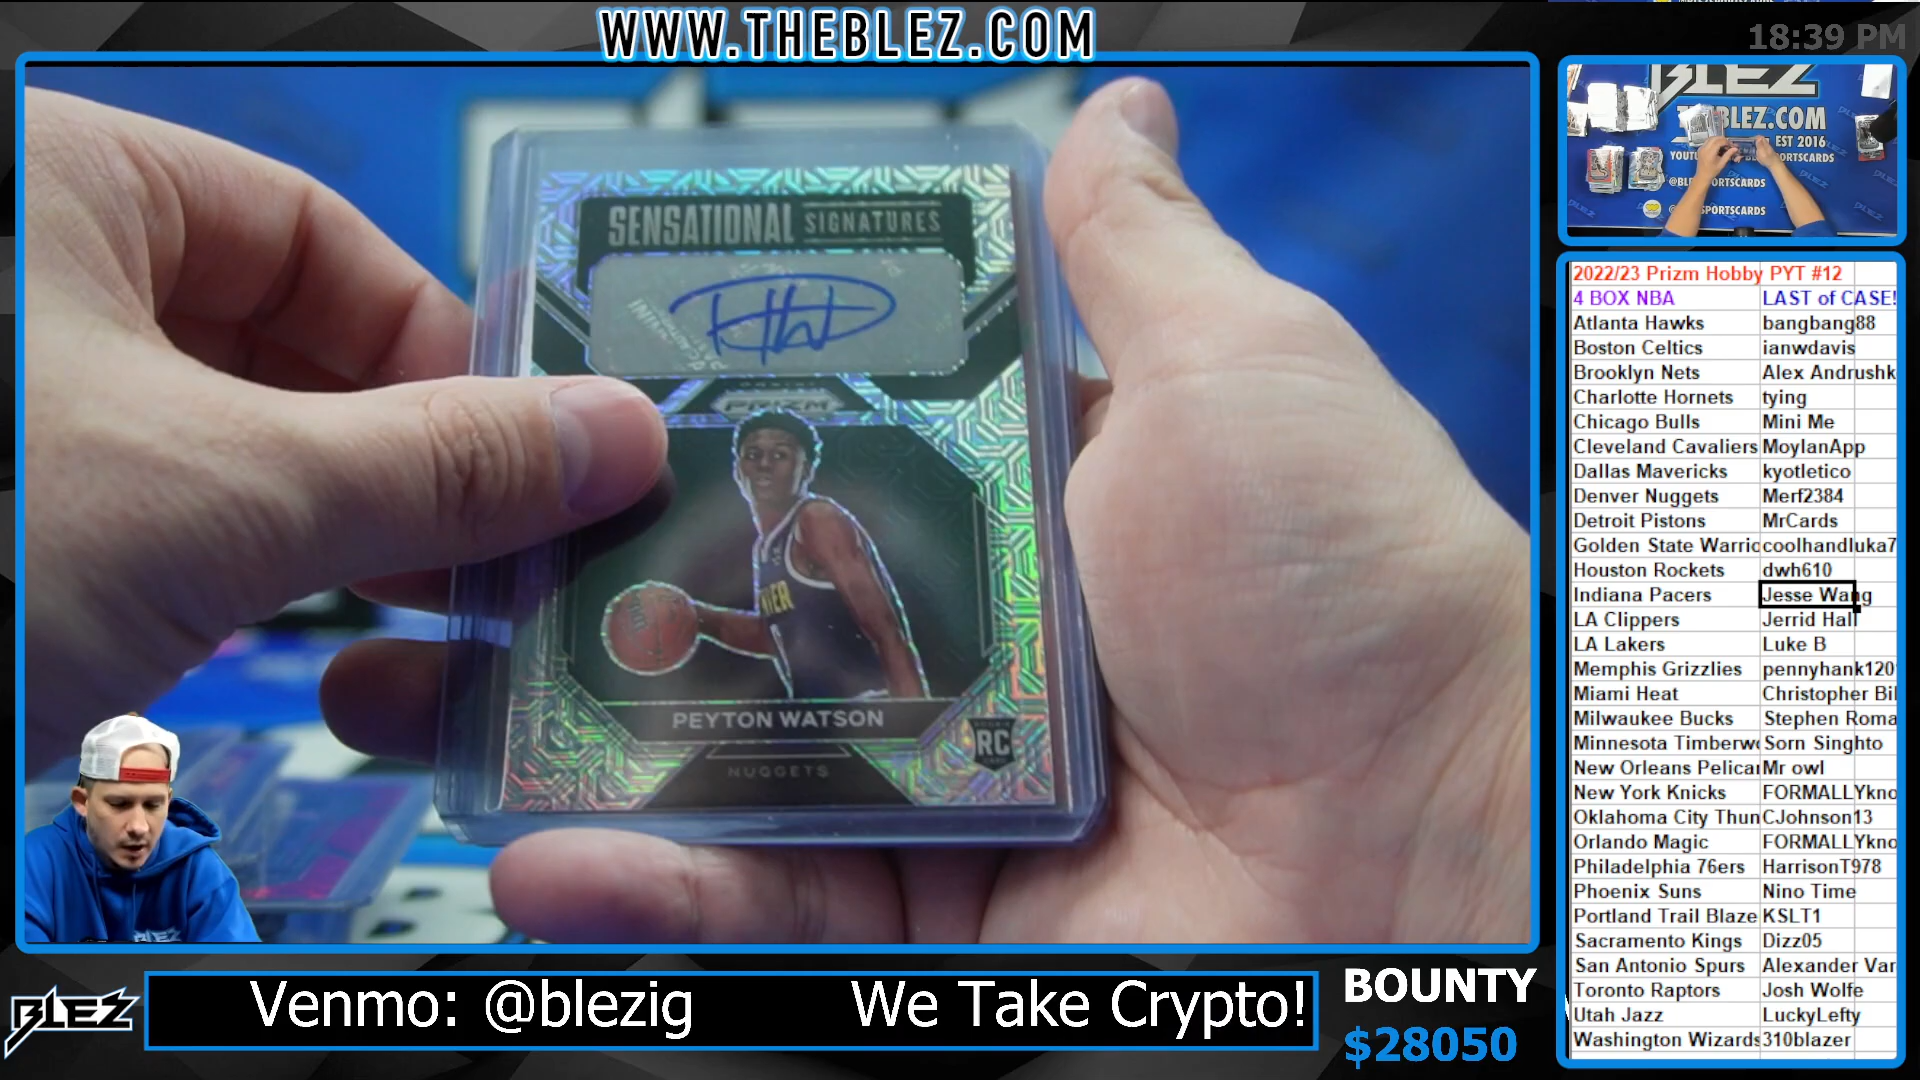 WWW.THEBLEZ.COM
18:39 PM
SENSATIONAL SIGNATURES
PRIZM
PEYTON WATSON
RC
NUGGETS
BLEZ
THEBLEZ.COM
EST 2016
2022/23 Prizm Hobby PYT #12
4 BOX NBA LAST of CASE!
Atlanta Hawks bangbang88
Boston Celtics ianwdavis
Brooklyn Nets Alex Andrushk
Charlotte Hornets tying
Chicago Bulls Mini Me
Cleveland Cavaliers MoylanApp
Dallas Mavericks kyotletico
Denver Nuggets Merf2384
Detroit Pistons MrCards
Golden State Warrio coolhandluka7
Houston Rockets dwh610
Indiana Pacers Jesse Wang
LA Clippers Jerrid Hall
LA Lakers Luke B
Memphis Grizzlies pennyhank120
Miami Heat Christopher Bil
Milwaukee Bucks Stephen Roma
Minnesota Timberwo Sorn Singhto
New Orleans Pelicar Mr owl
New York Knicks FORMALLYkno
Oklahoma City Thun CJohnson13
Orlando Magic FORMALLYkno
Philadelphia 76ers HarrisonT978
Phoenix Suns Nino Time
Portland Trail Blaze KSLT1
Sacramento Kings Dizz05
San Antonio Spurs Alexander Var
Toronto Raptors Josh Wolfe
Utah Jazz LuckyLefty
Washington Wizards 310blazer
BLEZ
Venmo: @blezig We Take Crypto!
BOUNTY
$28050